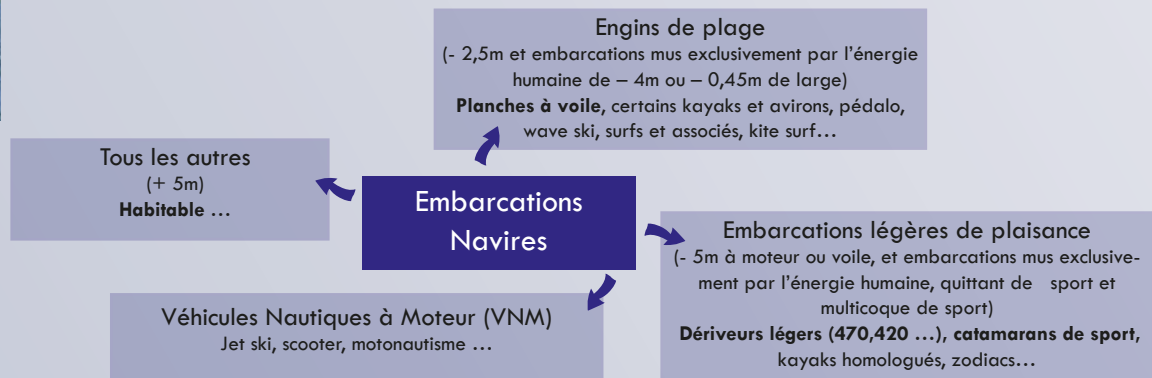 Engins de plage
(- 2,5m et embarcations mus exclusivement par l'énergie
humaine de – 4m ou – 0,45m de large)
Planches à voile, certains kayaks et avirons, pédalo,
wave ski, surfs et associés, kite surf...
Tous les autres
(+ 5m)
Habitable ...
Embarcations
Navires
Embarcations légères de plaisance
(- 5m à moteur ou voile, et embarcations mus exclusive-
ment par l'énergie humaine, quittant de sport et
multicoque de sport)
Dériveurs légers (470,420 ...), catamarans de sport,
kayaks homologués, zodiacs...
Véhicules Nautiques à Moteur (VNM)
Jet ski, scooter, motonautisme ...